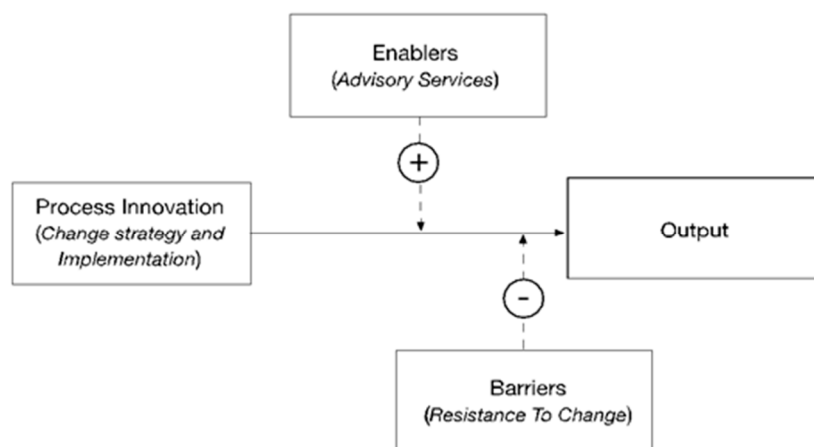 Enablers
(Advisory Services)
+
Process Innovation
(Change strategy and
Implementation)
Output
-
Barriers
(Resistance To Change)